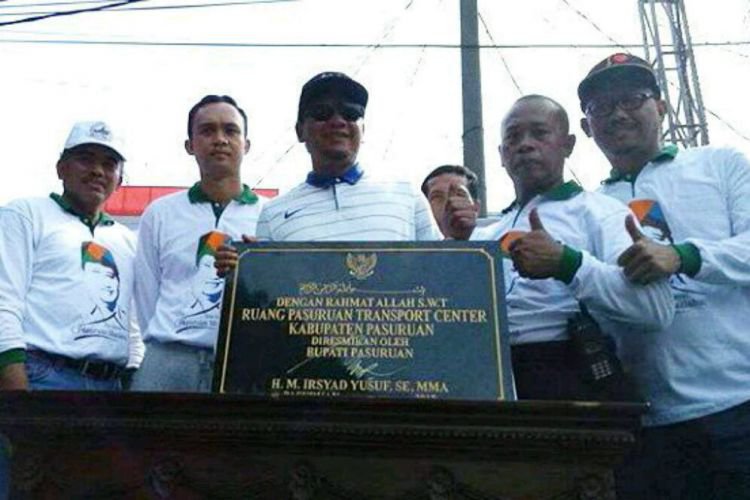 DENGAN RAHMAT ALLAH S.W.T
RUANG PASURUAN TRANSPORT CENTER
KABUPATEN PASURUAN
DIRESMIKAN OLEH
BUPATI PASURUAN
H. M. IRSYAD YUSUF, SE, MMA